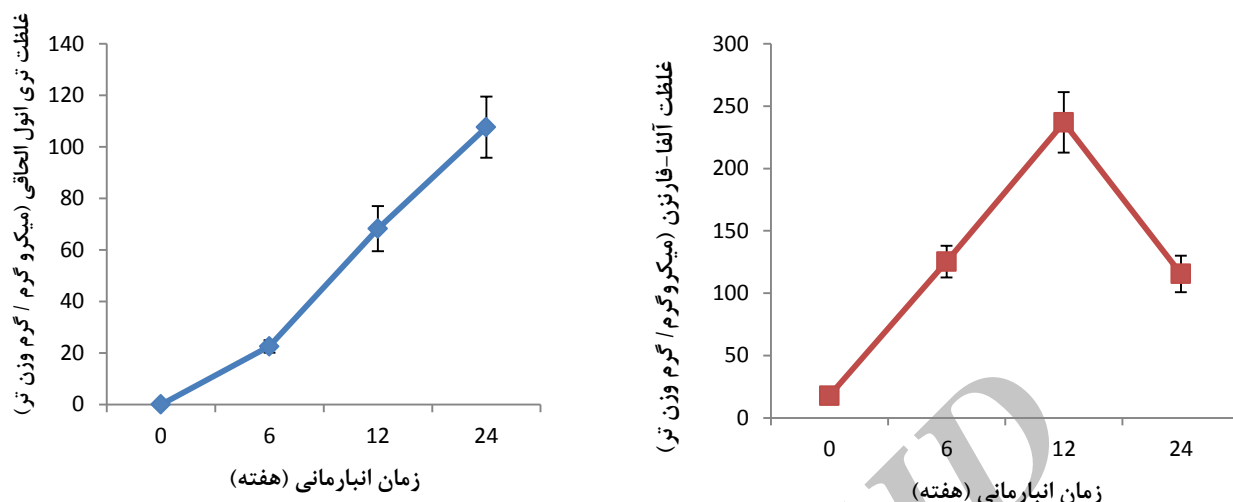 غلظت تری انول الحاقی (میکرو گرم / گرم وزن تر)
140
120
100
80
60
40
20
0
0 6 12 24
زمان انبارمانی (هفته)
غلظت آلفا-فارنزن (میکروگرم/ گرم وزن تر)
300
250
200
150
100
50
0
0 6 12 24
زمان انبارمانی (هفته)